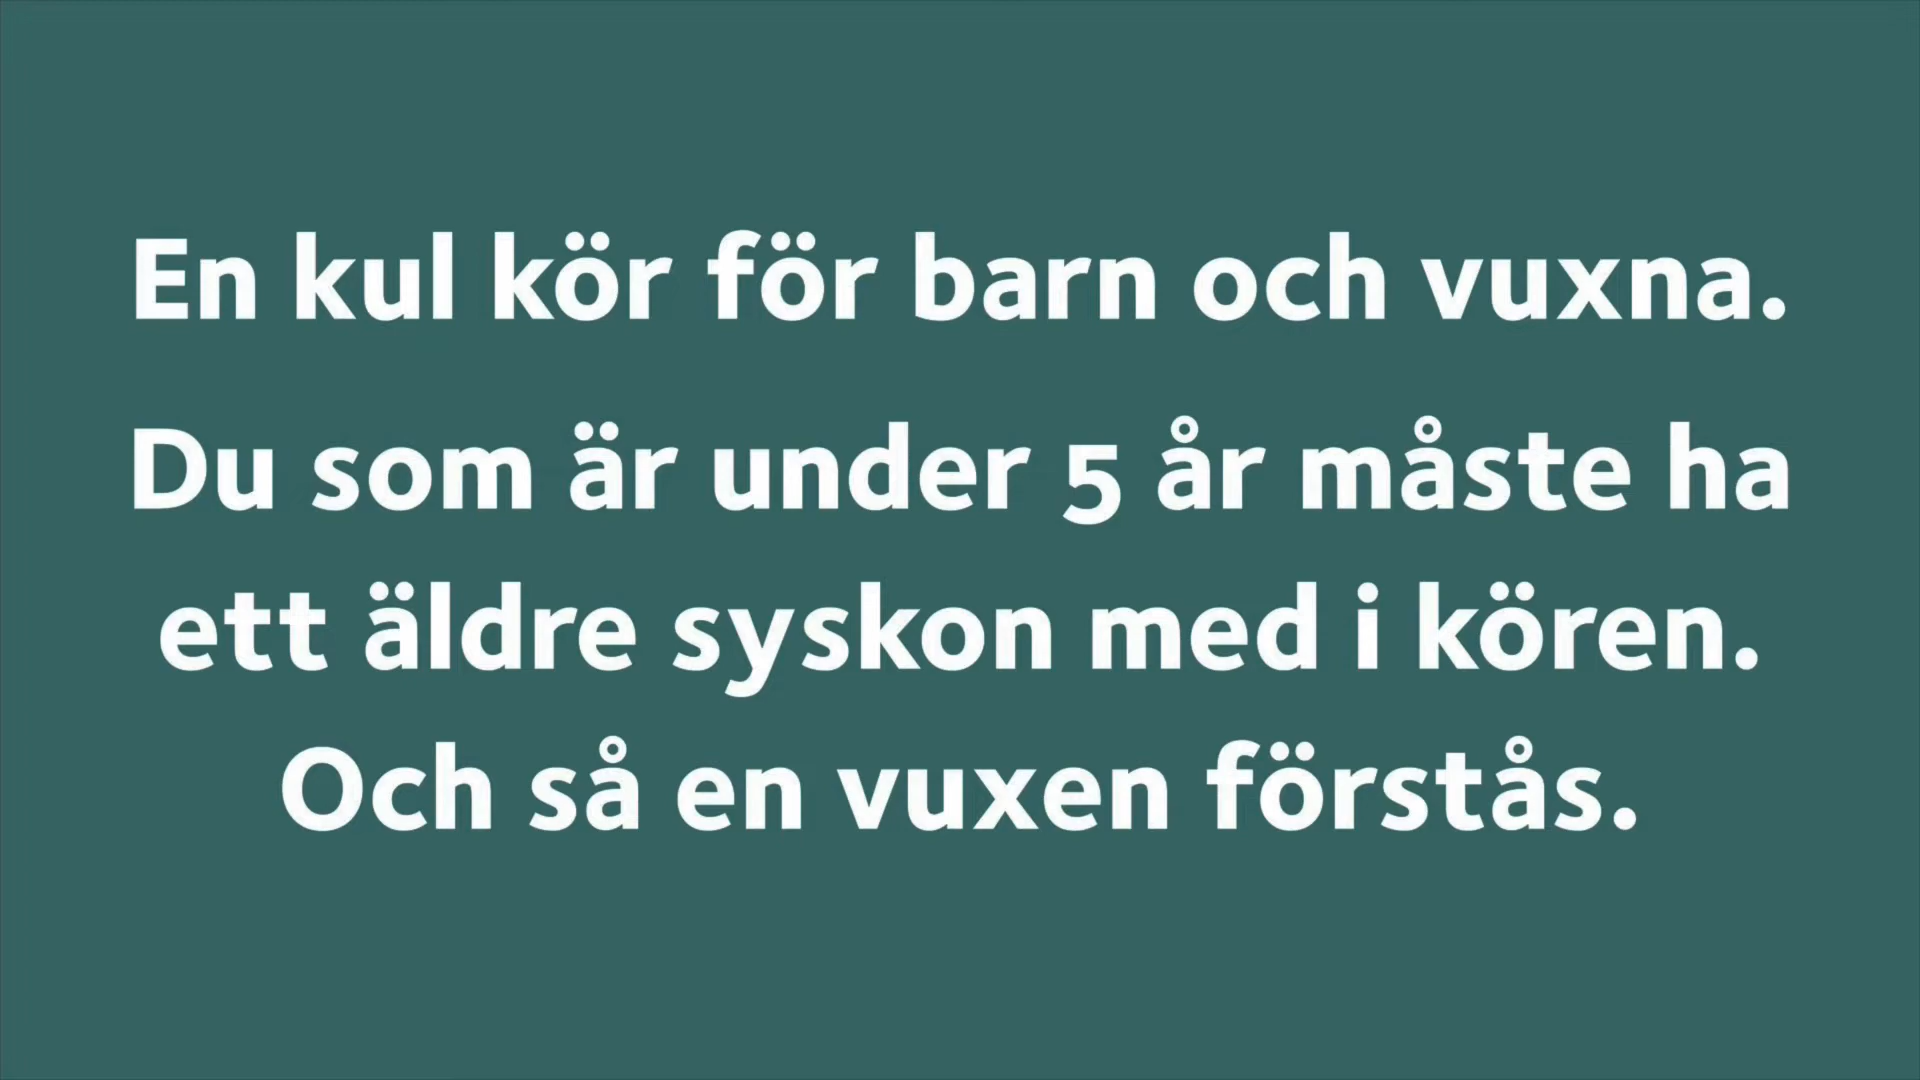 En kul kör för barn och vuxna.
Du som är under 5 år måste ha
ett äldre syskon med i kören.
Och så en vuxen förstås.